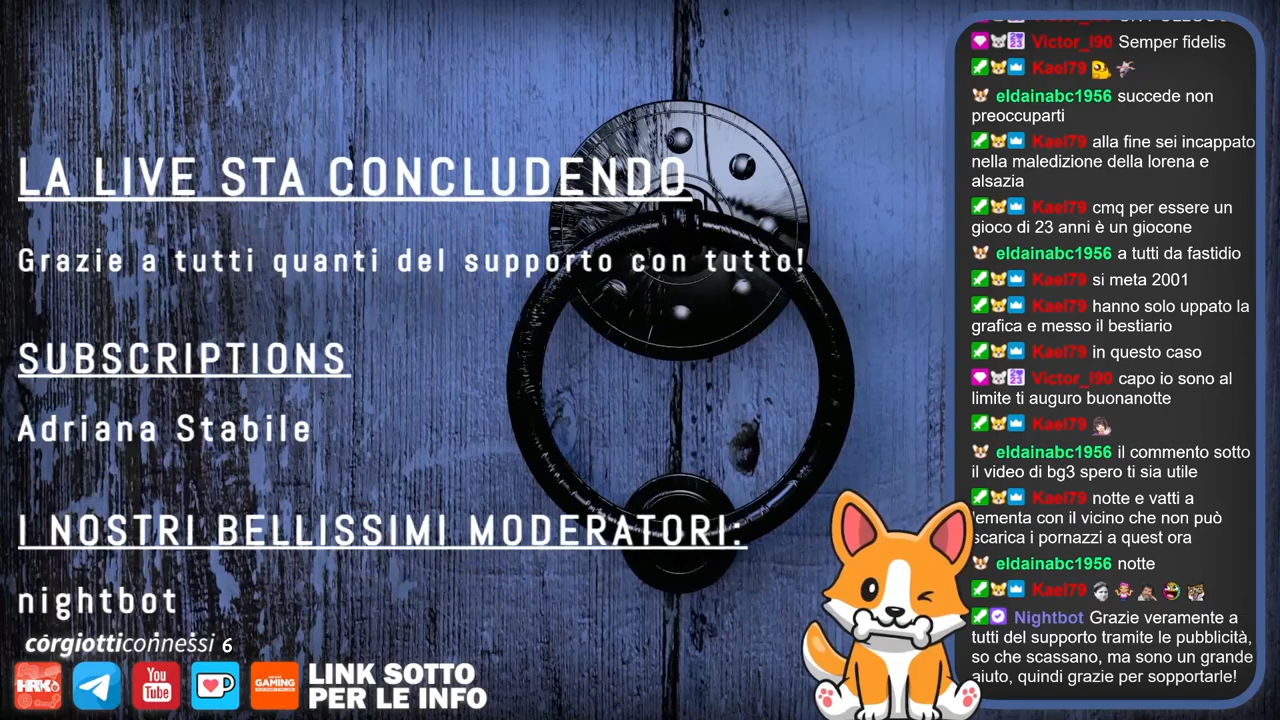 LA LIVE STA CONCLUDENDO
Grazie a tutti quanti del supporto con tutto!
SUBSCRIPTIONS
Adriana Stabile
I NOSTRI BELLISSIMI MODERATORI:
nightbot
corgiotticonnessi 6
HRK
You
Tube
GAMING
LINK SOTTO
PER LE INFO
Victor_l90 Semper fidelis
Kael79
eldainabc1956 succede non
preoccuparti
Kael79 alla fine sei incappato
nella maledizione della lorena e
alsazia
Kael79 cmq per essere un
gioco di 23 anni è un giocone
eldainabc1956 a tutti da fastidio
Kael79 si meta 2001
Kael79 hanno solo uppato la
grafica e messo il bestiario
Kael79 in questo caso
Victor_l90 capo io sono al
limite ti auguro buonanotte
Kael79
eldainabc1956 il commento sotto
il video di bg3 spero ti sia utile
Kael79 notte e vatti a
lementa con il vicino che non può
scarica i pornazzi a quest ora
eldainabc1956 notte
Kael79
Nightbot Grazie veramente a
tutti del supporto tramite le pubblicità,
so che scassano, ma sono un grande
aiuto, quindi grazie per sopportarle!